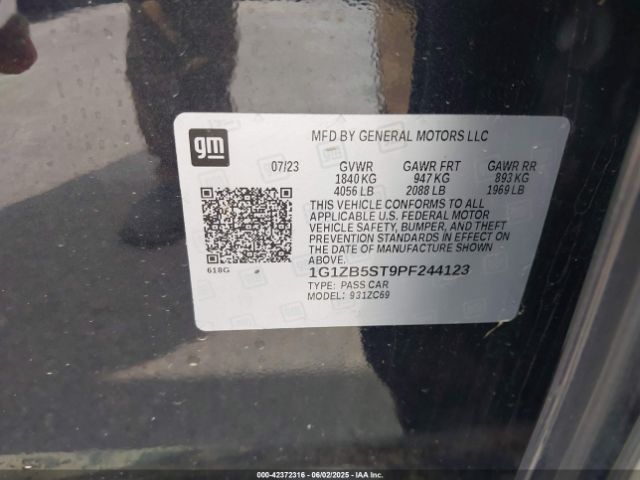 gm
MFD BY GENERAL MOTORS LLC
07/23 GVWR GAWR FRT GAWR RR
1840 KG 947 KG 893 KG
4056 LB 2088 LB 1969 LB
THIS VEHICLE CONFORMS TO ALL
APPLICABLE U.S. FEDERAL MOTOR
VEHICLE SAFETY, BUMPER, AND THEFT
PREVENTION STANDARDS IN EFFECT ON
THE DATE OF MANUFACTURE SHOWN
ABOVE.
618G
1G1ZB5ST9PF244123
TYPE: PASS CAR
MODEL: 931ZC69
000-42372316 - 06/02/2025 - IAAI, Inc.